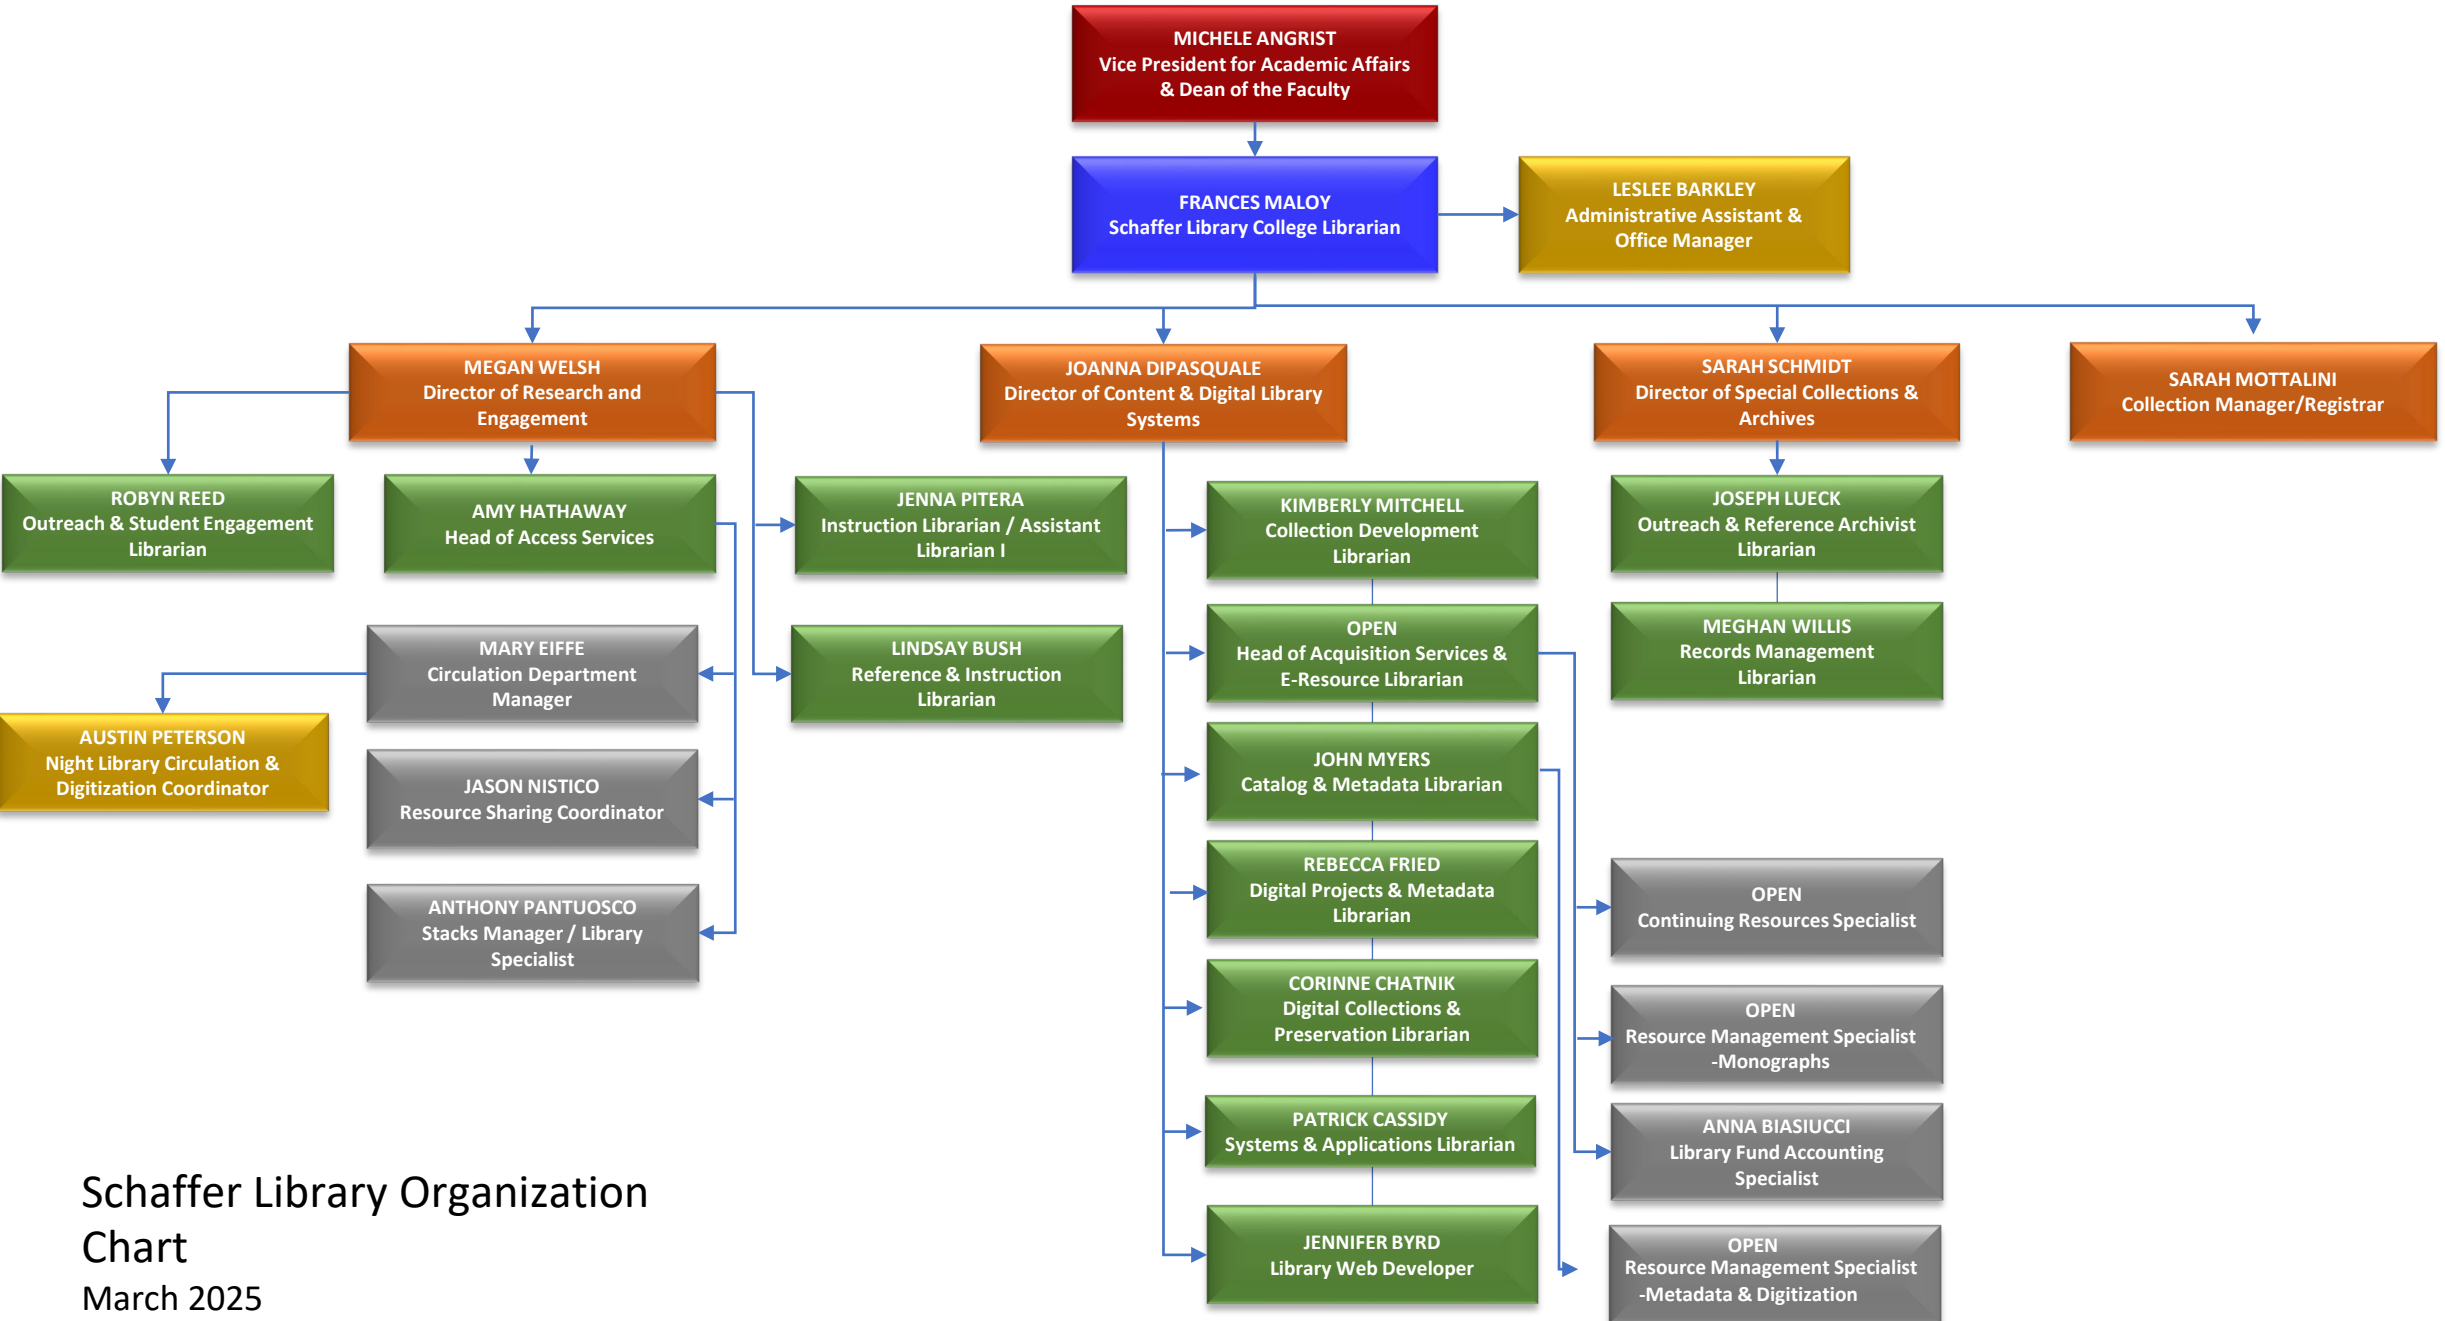 MICHELE ANGRIST
Vice President for Academic Affairs
& Dean of the Faculty
FRANCES MALOY
Schaffer Library College Librarian
LESLEE BARKLEY
Administrative Assistant &
Office Manager
MEGAN WELSH
Director of Research and
Engagement
JOANNA DIPASQUALE
Director of Content & Digital Library
Systems
SARAH SCHMIDT
Director of Special Collections &
Archives
SARAH MOTTALINI
Collection Manager/Registrar
ROBYN REED
Outreach & Student Engagement
Librarian
AMY HATHAWAY
Head of Access Services
JENNA PITERA
Instruction Librarian / Assistant
Librarian I
LINDSAY BUSH
Reference & Instruction
Librarian
MARY EIFFE
Circulation Department
Manager
AUSTIN PETERSON
Night Library Circulation &
Digitization Coordinator
JASON NISTICO
Resource Sharing Coordinator
ANTHONY PANTUOSCO
Stacks Manager / Library
Specialist
KIMBERLY MITCHELL
Collection Development
Librarian
OPEN
Head of Acquisition Services &
E-Resource Librarian
JOHN MYERS
Catalog & Metadata Librarian
REBECCA FRIED
Digital Projects & Metadata
Librarian
CORINNE CHATNIK
Digital Collections &
Preservation Librarian
PATRICK CASSIDY
Systems & Applications Librarian
JENNIFER BYRD
Library Web Developer
JOSEPH LUECK
Outreach & Reference Archivist
Librarian
MEGHAN WILLIS
Records Management
Librarian
OPEN
Continuing Resources Specialist
OPEN
Resource Management Specialist
-Monographs
ANNA BIASIUCCI
Library Fund Accounting
Specialist
OPEN
Resource Management Specialist
-Metadata & Digitization
Schaffer Library Organization
Chart
March 2025